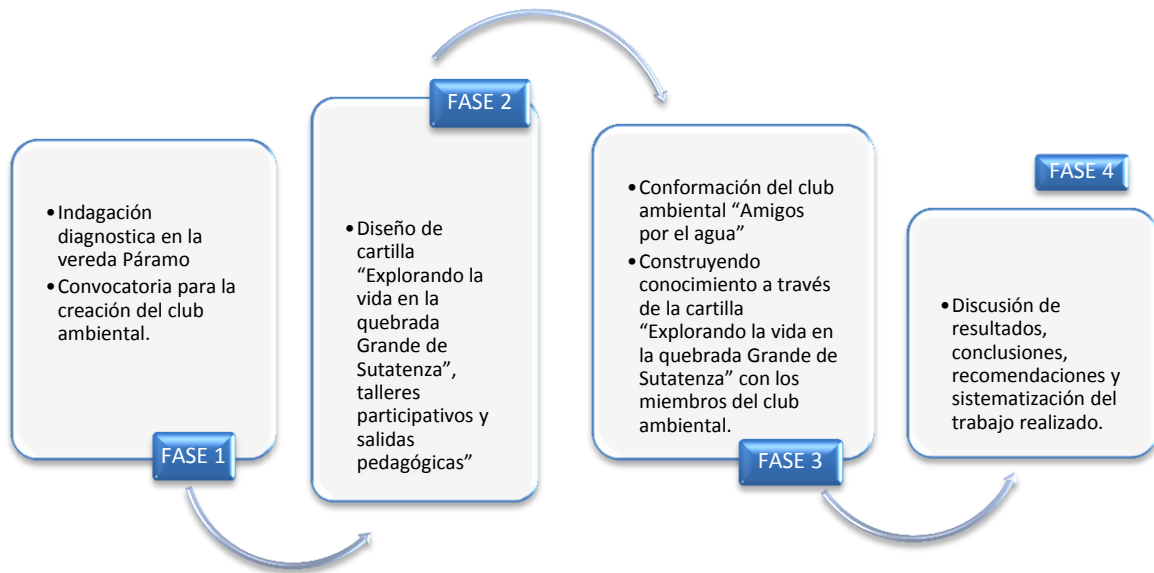 •Indagación
diagnostica en la
vereda Páramo
•Convocatoria para la
creación del club
ambiental.
FASE 1
FASE 2
•Diseño de
cartilla
“Explorando la
vida en la
quebrada
Grande de
Sutatenza”,
talleres
participativos y
salidas
pedagógicas”
•Conformación del club
ambiental “Amigos
por el agua”
•Construyendo
conocimiento a través
de la cartilla
“Explorando la vida en
la quebrada Grande de
Sutatenza” con los
miembros del club
ambiental.
FASE 3
FASE 4
•Discusión de
resultados,
conclusiones,
recomendaciones y
sistematización del
trabajo realizado.